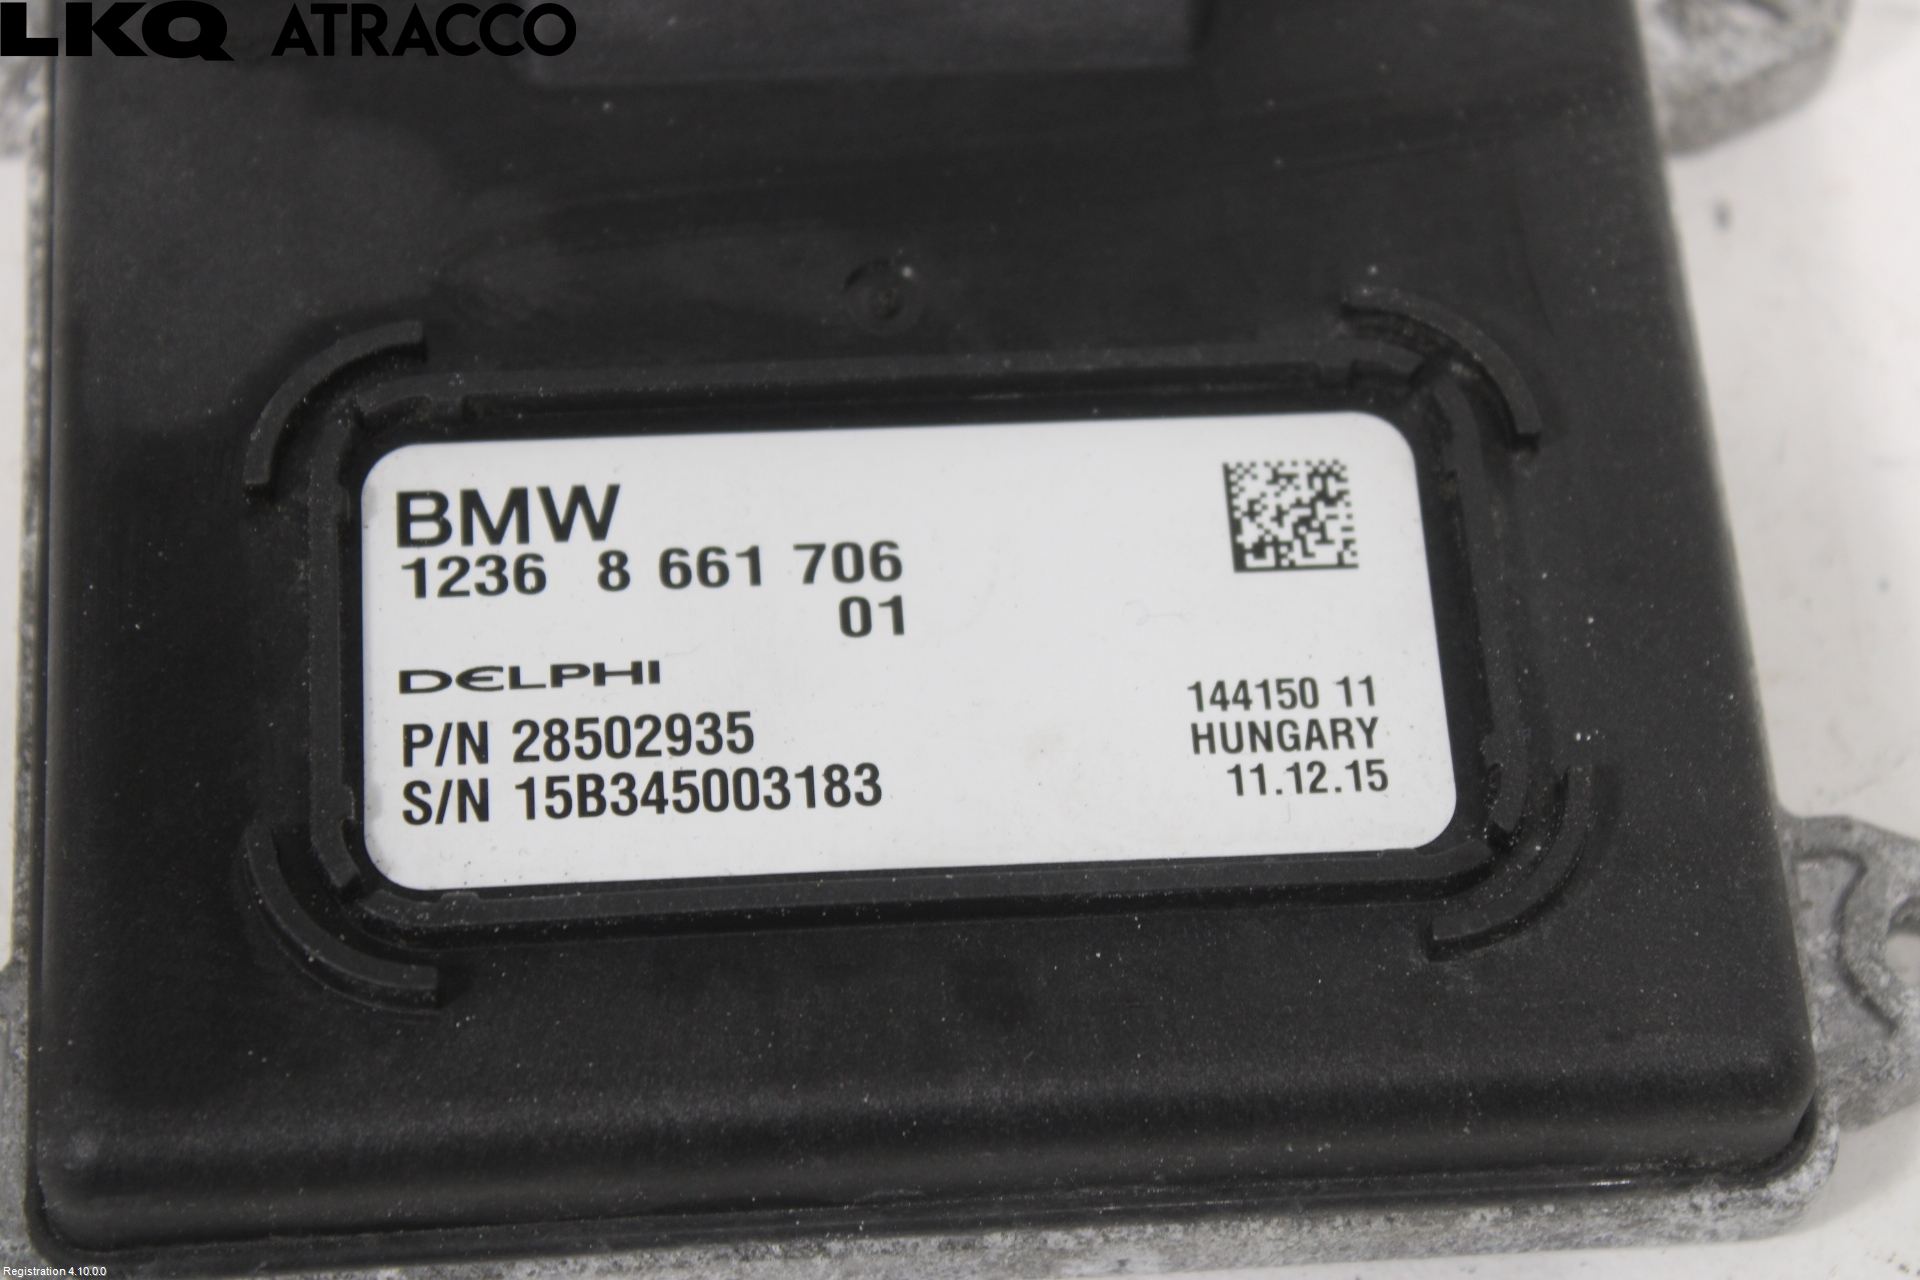 LKQ ATRACCO
BMW
1236 8 661 706
01
DELPHI
P/N 28502935
S/N 15B345003183
144150 11
HUNGARY
11.12.15
Registration 4.10.0.0